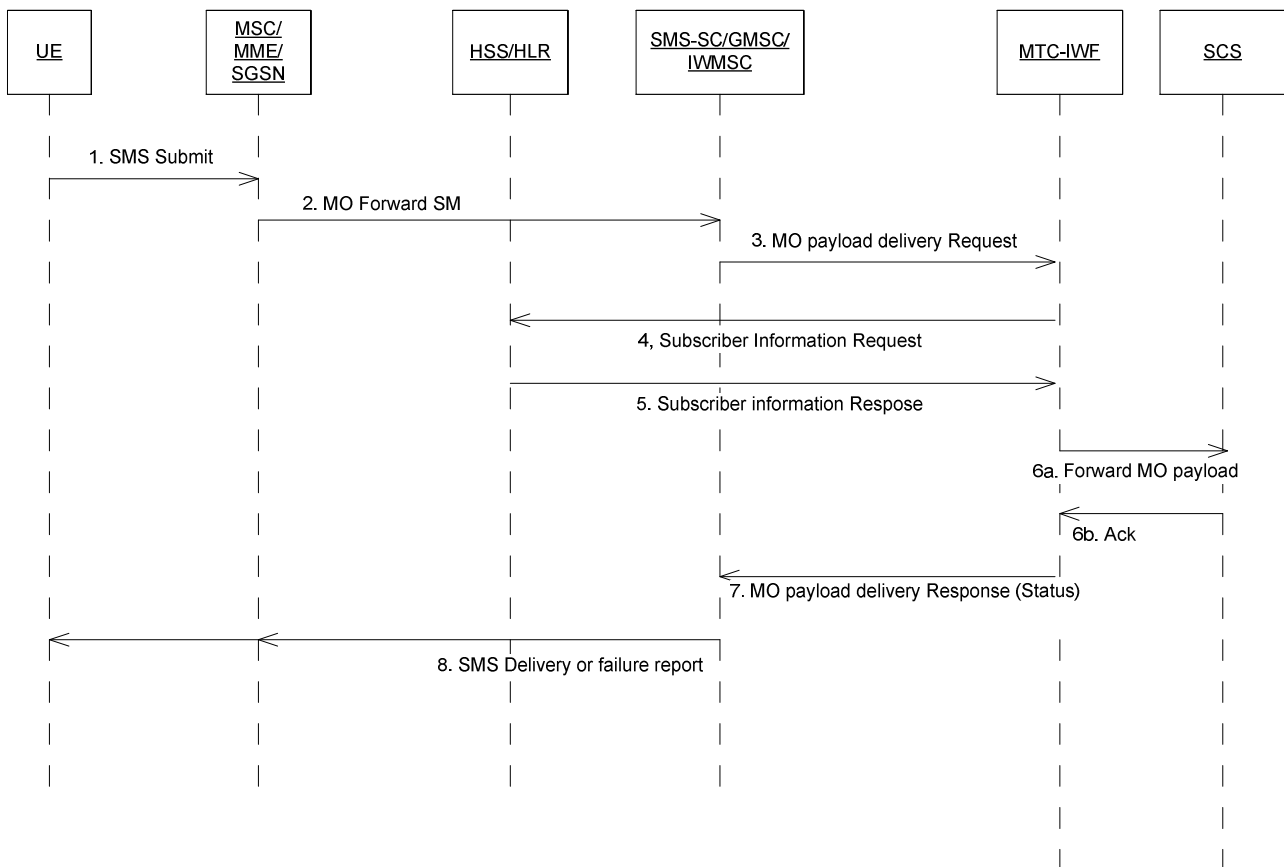 UE
MSC/
MME/
SGSN
HSS/HLR
SMS-SC/GMSC/
IWMSC
MTC-IWF
SCS
1. SMS Submit
2. MO Forward SM
3. MO payload delivery Request
4, Subscriber Information Request
5. Subscriber information Respose
6a. Forward MO payload
6b. Ack
7. MO payload delivery Response (Status)
8. SMS Delivery or failure report